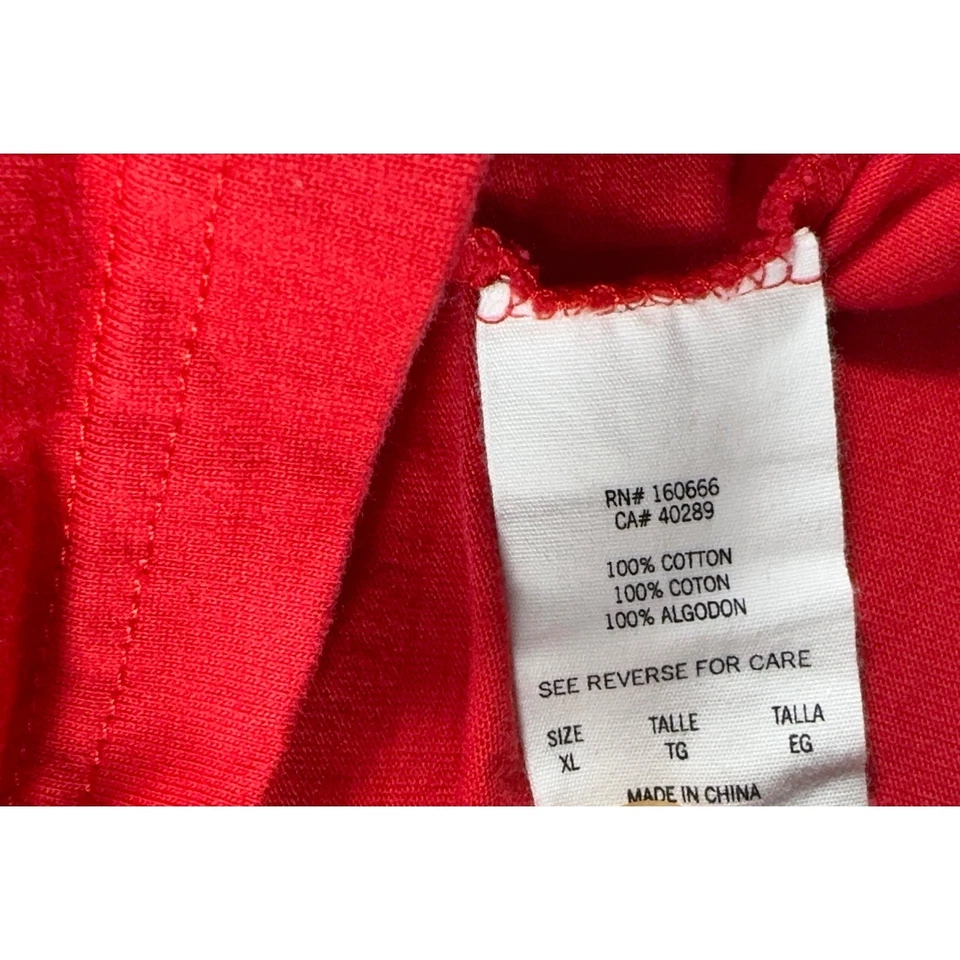 RN# 160666
CA# 40289
100% COTTON
100% COTON
100% ALGODON
SEE REVERSE FOR CARE
SIZE TALLE TALLA
XL TG EG
MADE IN CHINA